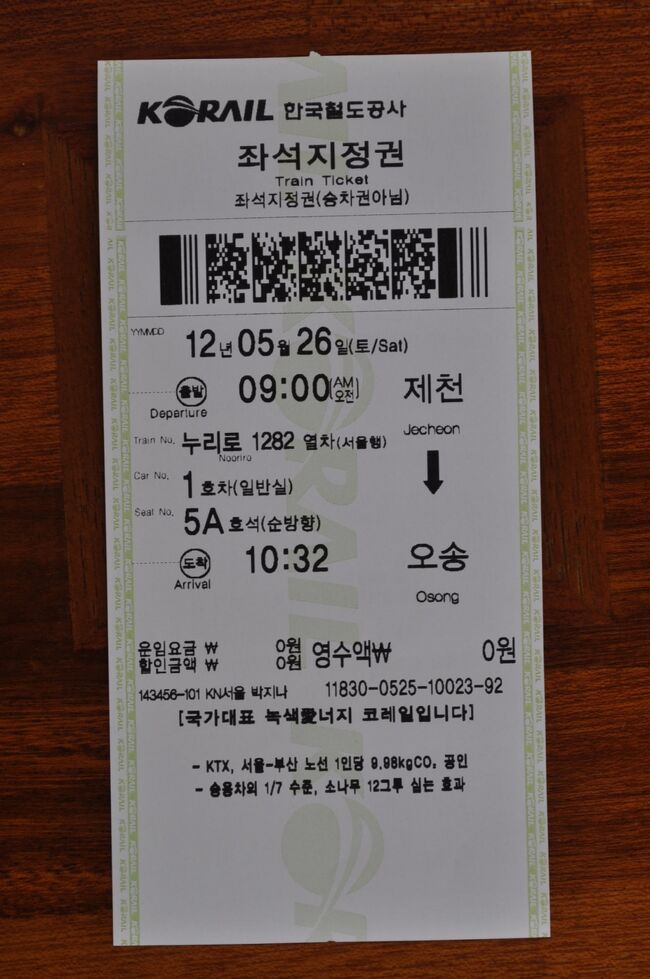 KORAIL 한국철도공사
좌석지정권
Train Ticket
좌석지정권(승차권아님)
YYMMDD 12년 05월 26일(토/Sat)
출발 09:00(AM 오전) 제천
Departure Jecheon
Train No. 누리로 1282 열차(서울행)
Nooriro
Car No. 1호차(일반실)
Seat No. 5A호석(순방향)
도착 10:32 오송
Arrival Osong
운임요금 ₩ 0원 영수액₩ 0원
할인금액 ₩ 0원
143456-101 KN서울 박지나 11830-0525-10023-92
[국가대표 녹색愛너지 코레일입니다]
- KTX, 서울-부산 노선 1인당 9.98kgCO₂ 공인
- 승용차의 1/7 수준, 소나무 12그루 심는 효과